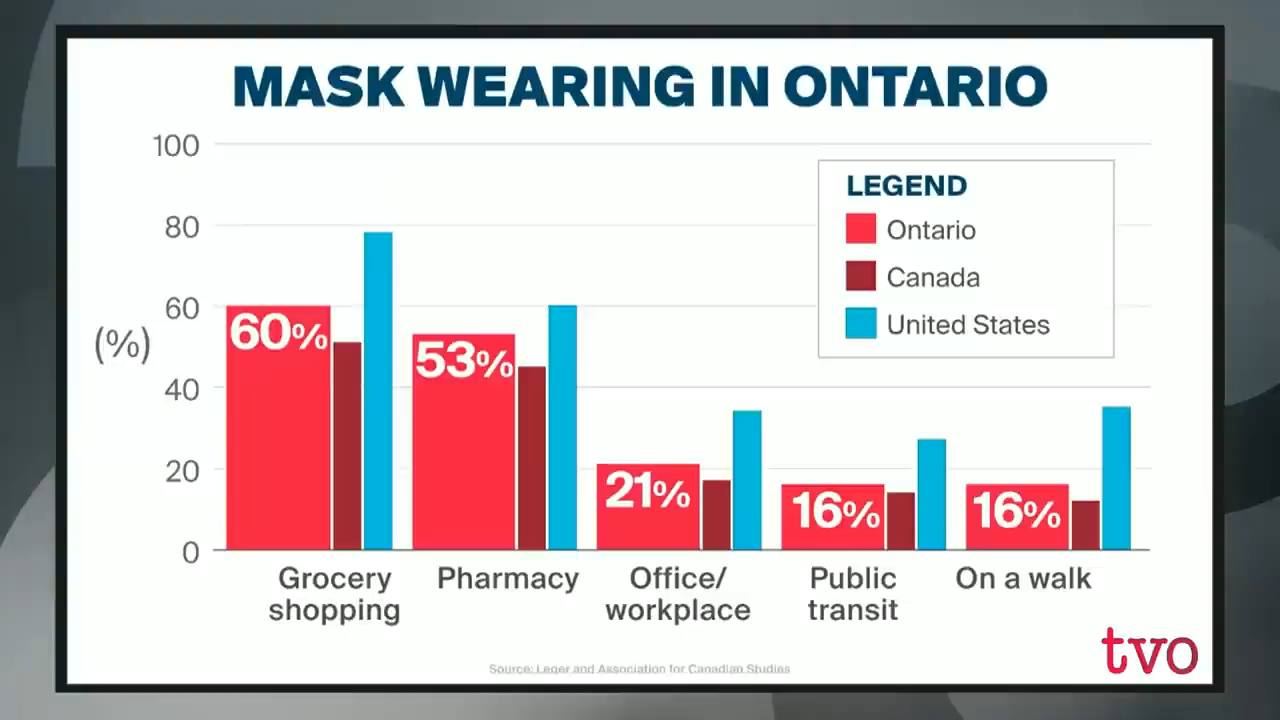 MASK WEARING IN ONTARIO
100
80
60
40
20
0
(%)
LEGEND
Ontario
Canada
United States
60%
53%
21%
16%
16%
Grocery
shopping
Pharmacy
Office/
workplace
Public
transit
On a walk
Source: Leger and Association for Canadian Studies
tvo